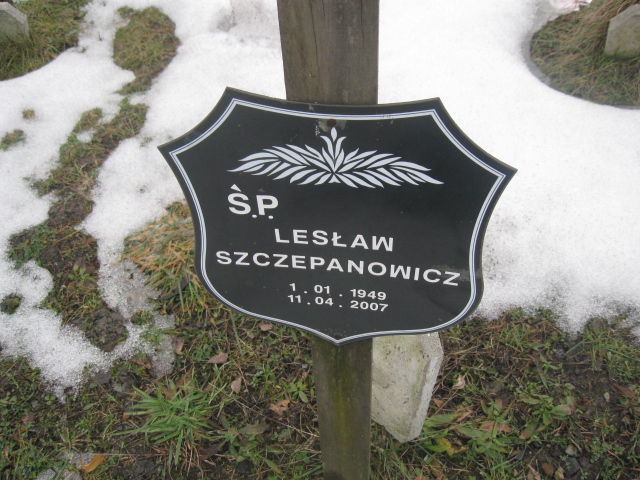 Ś.P.
LESŁAW
SZCZEPANOWICZ
1.01.1949
11.04.2007